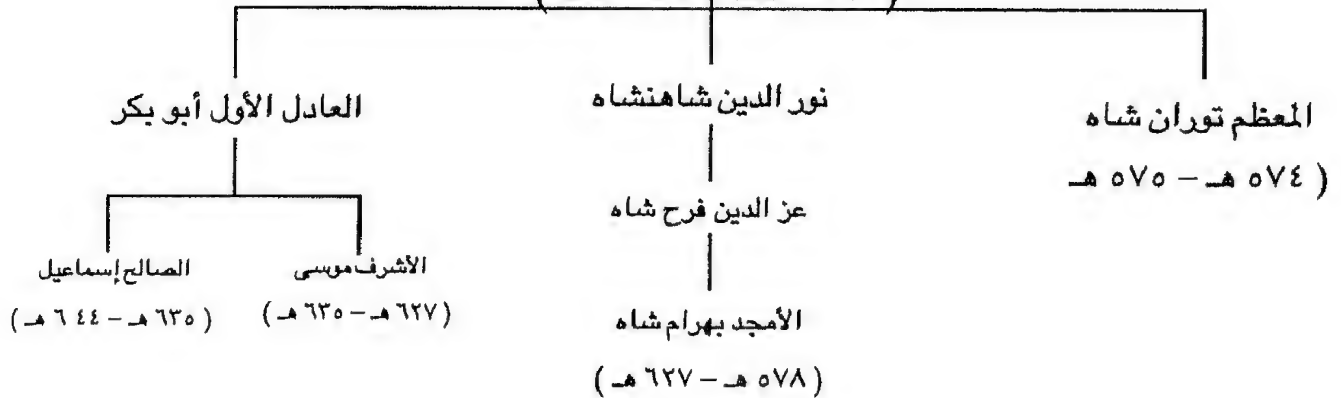 المعظم توران شاه
( ٥٧٤ هـ – ٥٧٥ هـ
نور الدين شاهنشاه
عز الدين فرح شاه
الأمجد بهرام شاه
( ٥٧٨ هـ – ٦٢٧ هـ )
العادل الأول أبو بكر
الأشرف موسى
( ٦٢٧ هـ – ٦٣٥ هـ )
الصالح إسماعيل
( ٦٣٥ هـ – ٦٤٤ هـ )